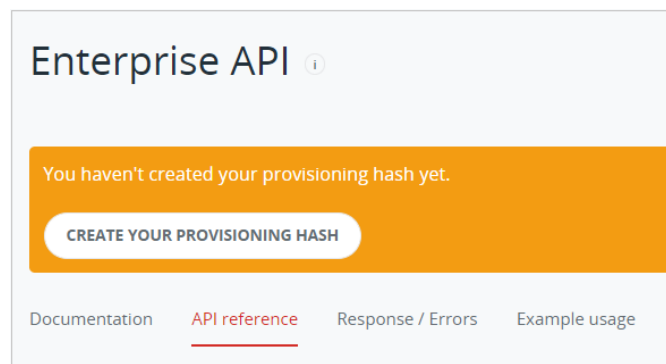 Enterprise API i
You haven't created your provisioning hash yet.
CREATE YOUR PROVISIONING HASH
Documentation API reference Response / Errors Example usage